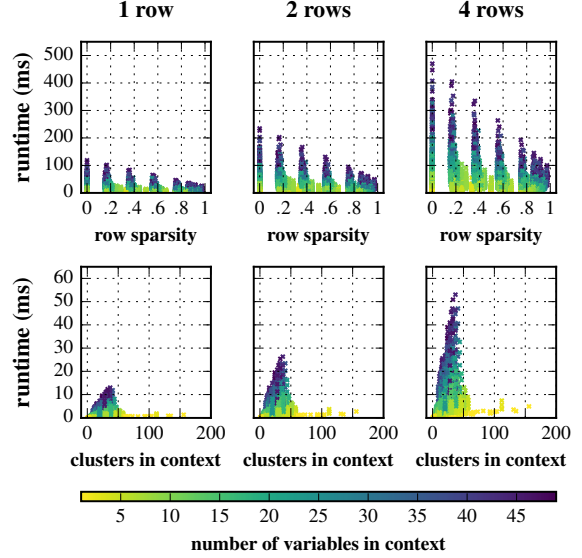 1 row 2 rows 4 rows
runtime (ms)
500
400
300
200
100
0
0 .2 .4 .6 .8 1 0 .2 .4 .6 .8 1 0 .2 .4 .6 .8 1
row sparsity row sparsity row sparsity
runtime (ms)
60
50
40
30
20
10
0
0 100 200 0 100 200 0 100 200
clusters in context clusters in context clusters in context
5 10 15 20 25 30 35 40 45
number of variables in context